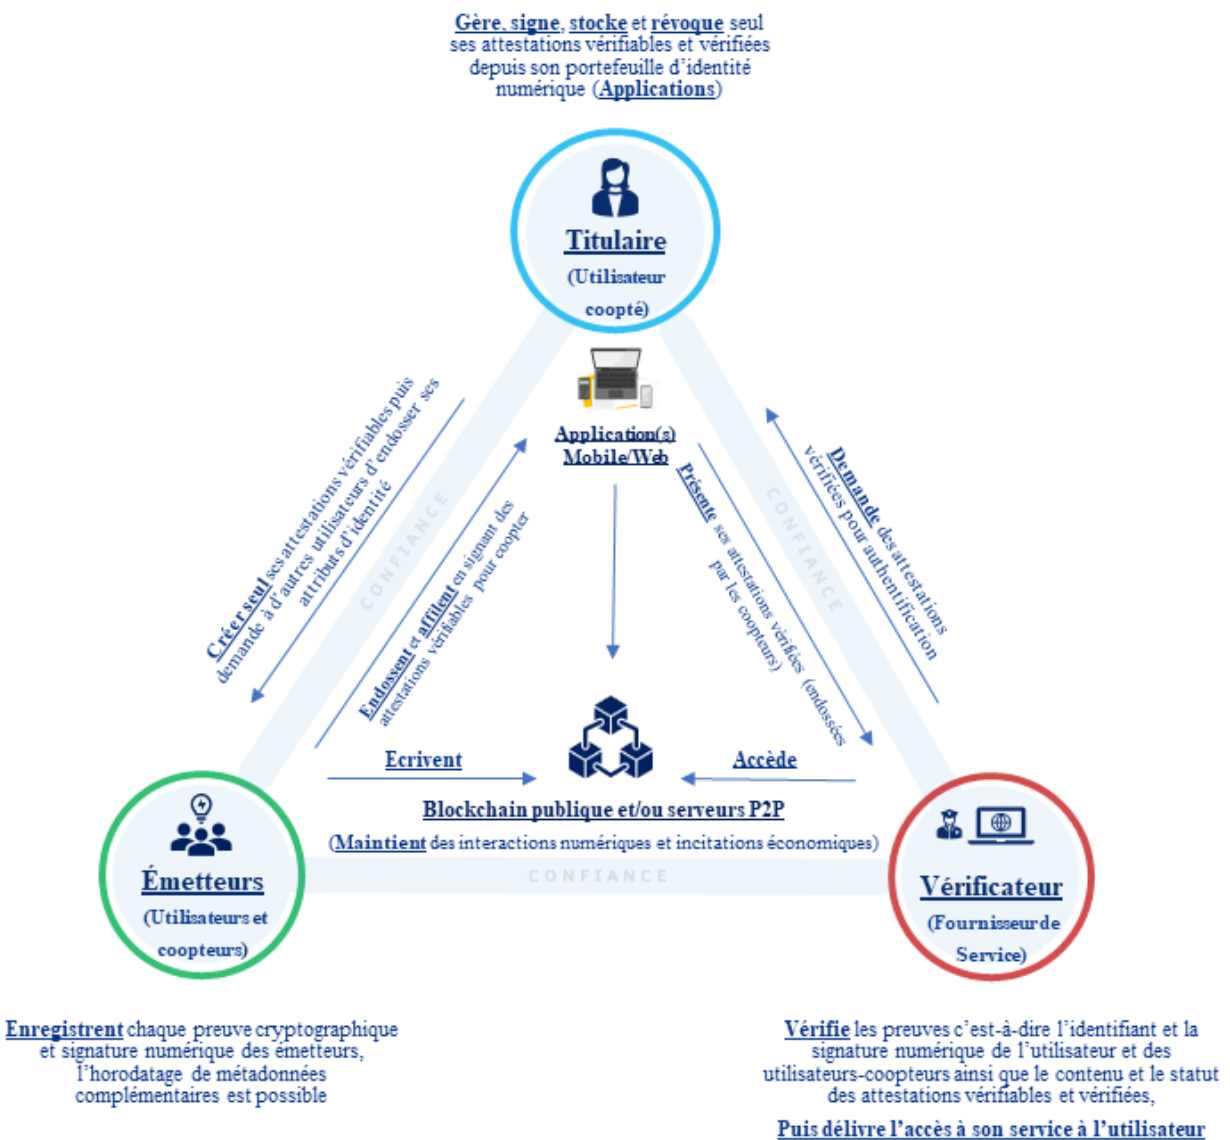 Gère, signe, stocke et révoque seul
ses attestations vérifiables et vérifiées
depuis son portefeuille d'identité
numérique (Applications)
Titulaire
(Utilisateur
coopté)
Application(s)
Mobile/Web
Créer seul ses attestations vérifiables puis
demande à d'autres utilisateurs d'endosser ses
attributs d'identité
CONFIANCE
Endossent et affilent en signant des
attestations vérifiables pour coopter
Présente ses attestations vérifiées (endossées
par les coopteurs)
CONFIANCE
Demande des attestations
vérifiées pour authentification
Ecrivent
Accède
Blockchain publique et/ou serveurs P2P
(Maintient des interactions numériques et incitations économiques)
CONFIANCE
Émetteurs
(Utilisateurs et
coopteurs)
Vérificateur
(Fournisseur de
Service)
Enregistrent chaque preuve cryptographique
et signature numérique des émetteurs,
l'horodatage de métadonnées
complémentaires est possible
Vérifie les preuves c'est-à-dire l'identifiant et la
signature numérique de l'utilisateur et des
utilisateurs-coopteurs ainsi que le contenu et le statut
des attestations vérifiables et vérifiées,
Puis délivre l'accès à son service à l'utilisateur